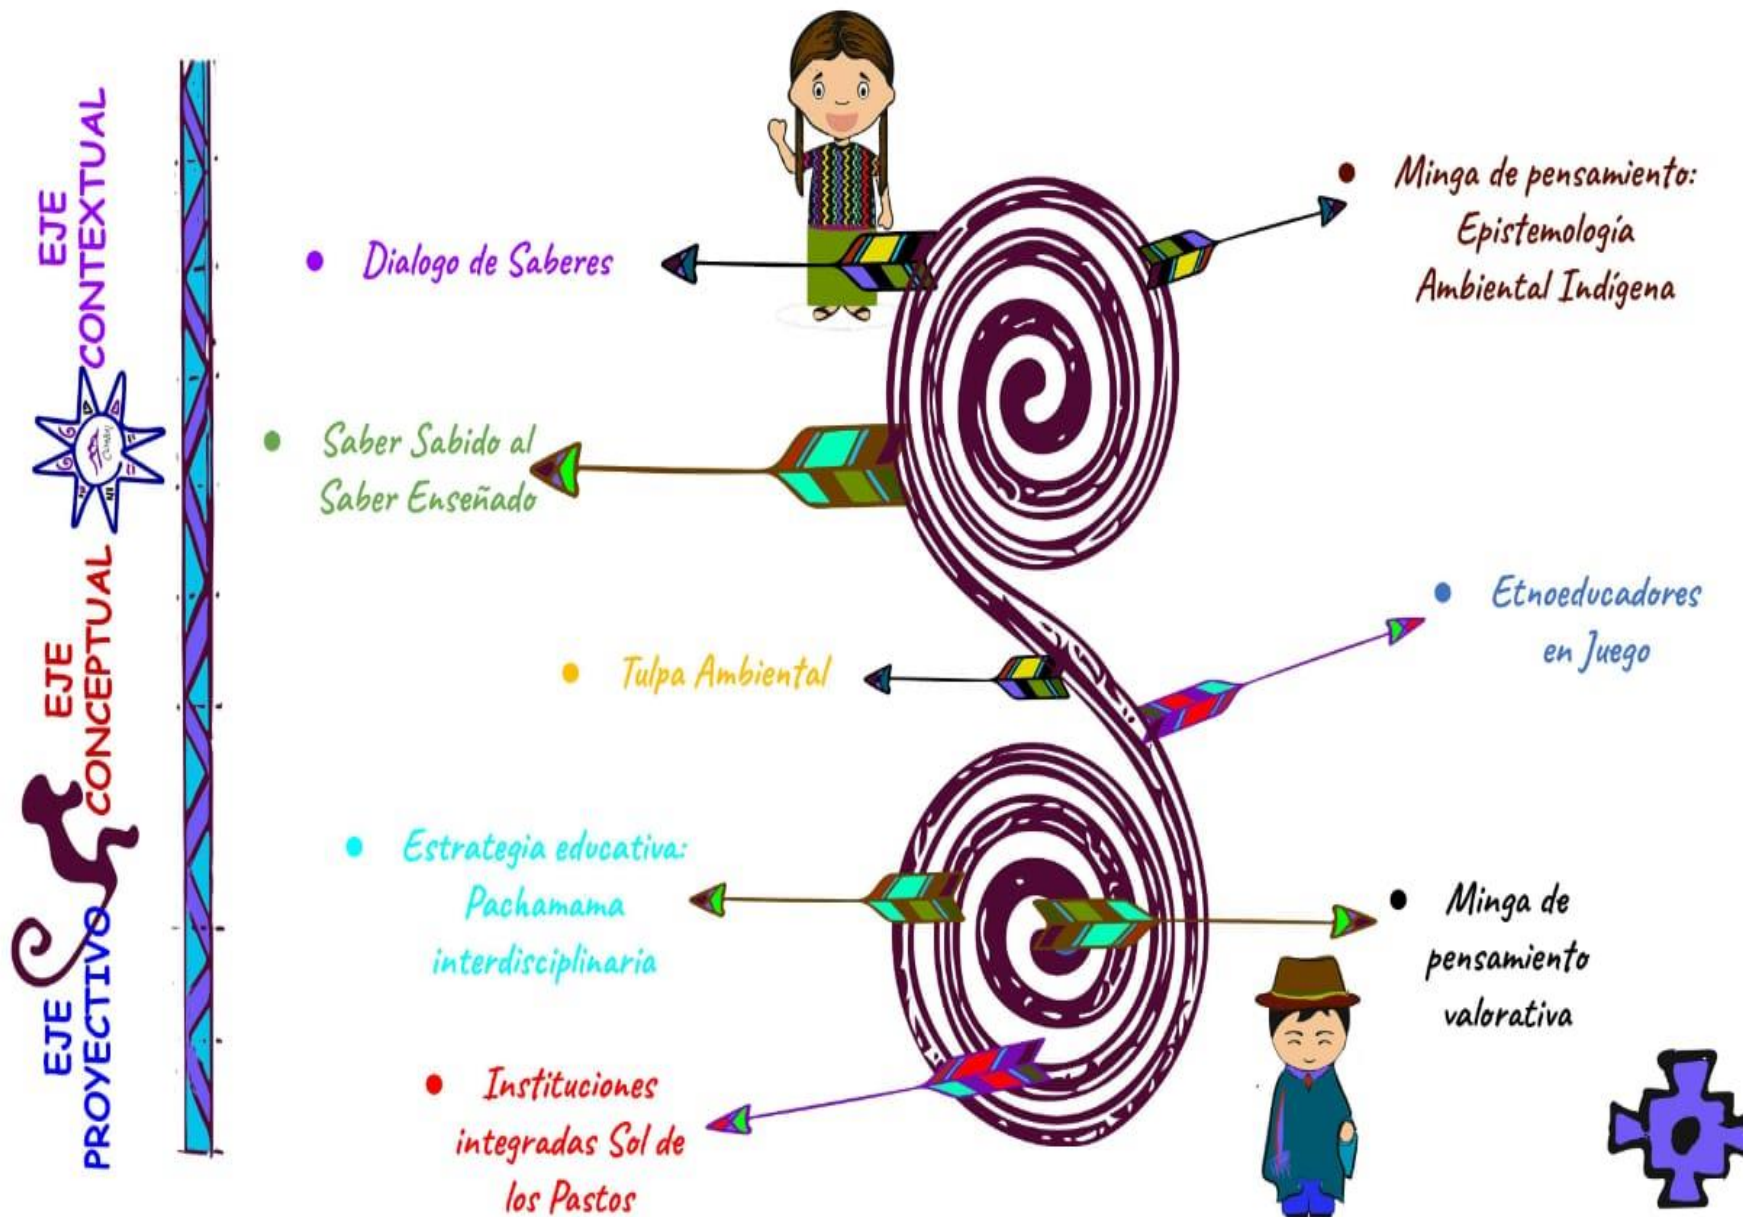 EJE
CONTEXTUAL
EJE
CONCEPTUAL
EJE
PROYECTIVO
Dialogo de Saberes
Minga de pensamiento:
Epistemología
Ambiental Indígena
Saber Sabido al
Saber Enseñado
Etnoeducadores
en Juego
Tulpa Ambiental
Estrategia educativa:
Pachamama
interdisciplinaria
Minga de
pensamiento
valorativa
Instituciones
integradas Sol de
los Pastos